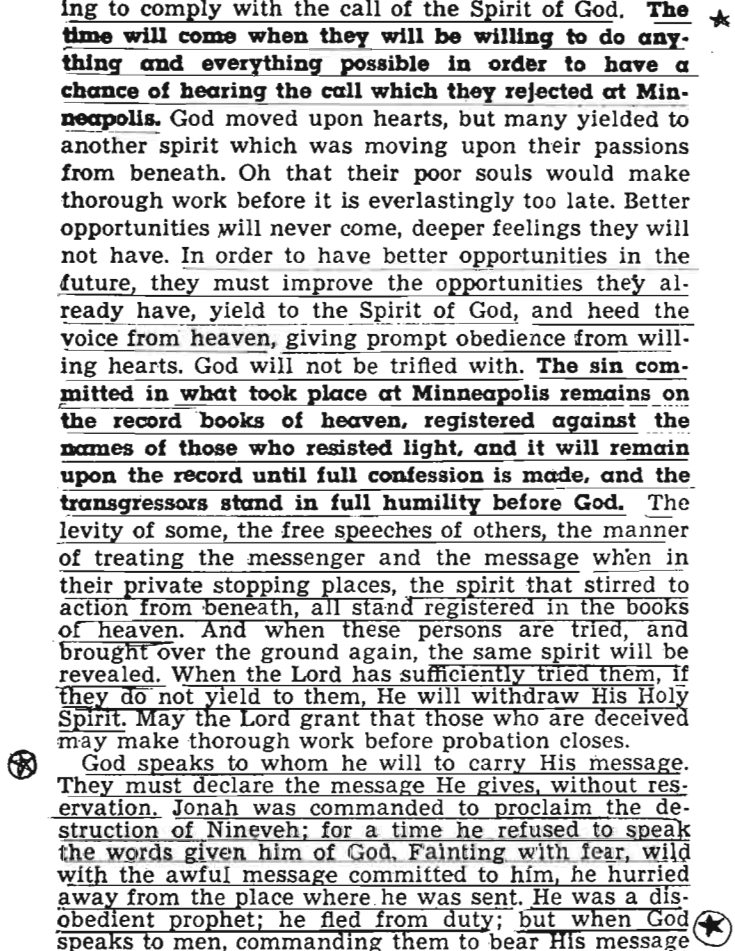 ing to comply with the call of the Spirit of God. The
time will come when they will be willing to do any-
thing and everything possible in order to have a
chance of hearing the call which they rejected at Min-
neapolis. God moved upon hearts, but many yielded to
another spirit which was moving upon their passions
from beneath. Oh that their poor souls would make
thorough work before it is everlastingly too late. Better
opportunities will never come, deeper feelings they will
not have. In order to have better opportunities in the
future, they must improve the opportunities they al-
ready have, yield to the Spirit of God, and heed the
voice from heaven, giving prompt obedience from will-
ing hearts. God will not be trifled with. The sin com-
mitted in what took place at Minneapolis remains on
the record books of heaven, registered against the
names of those who resisted light, and it will remain
upon the record until full confession is made, and the
transgressors stand in full humility before God. The
levity of some, the free speeches of others, the manner
of treating the messenger and the message when in
their private stopping places, the spirit that stirred to
action from beneath, all stand registered in the books
of heaven. And when these persons are tried, and
brought over the ground again, the same spirit will be
revealed. When the Lord has sufficiently tried them, if
they do not yield to them, He will withdraw His Holy
Spirit. May the Lord grant that those who are deceived
may make thorough work before probation closes.
God speaks to whom he will to carry His message.
They must declare the message He gives, without res-
ervation. Jonah was commanded to proclaim the de-
struction of Nineveh; for a time he refused to speak
the words given him of God. Fainting with fear, wild
with the awful message committed to him, he hurried
away from the place where he was sent. He was a dis-
obedient prophet; he fled from duty; but when God
speaks to men, commanding them to bear His message